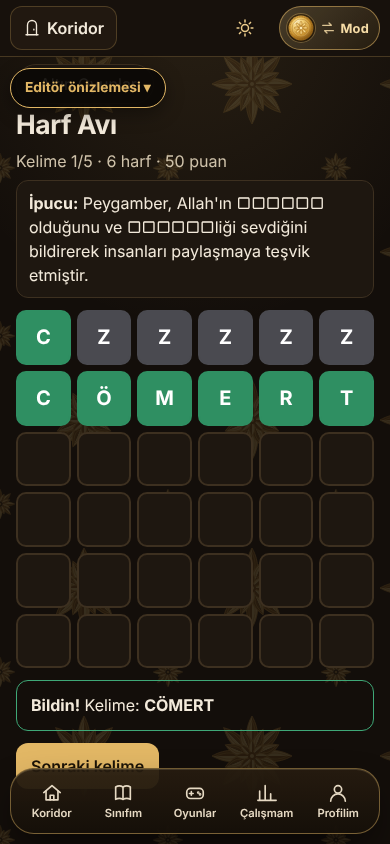 Koridor
Mod
Editör önizlemesi ▾
Harf Avı
Kelime 1/5 · 6 harf · 50 puan
İpucu: Peygamber, Allah'ın □□□□□□
olduğunu ve □□□□□□liği sevdiğini
bildirerek insanları paylaşmaya teşvik
etmiştir.
C Z Z Z Z Z
C Ö M E R T
Bildin! Kelime: CÖMERT
Sonraki kelime
Koridor Sınıfım Oyunlar Çalışmam Profilim